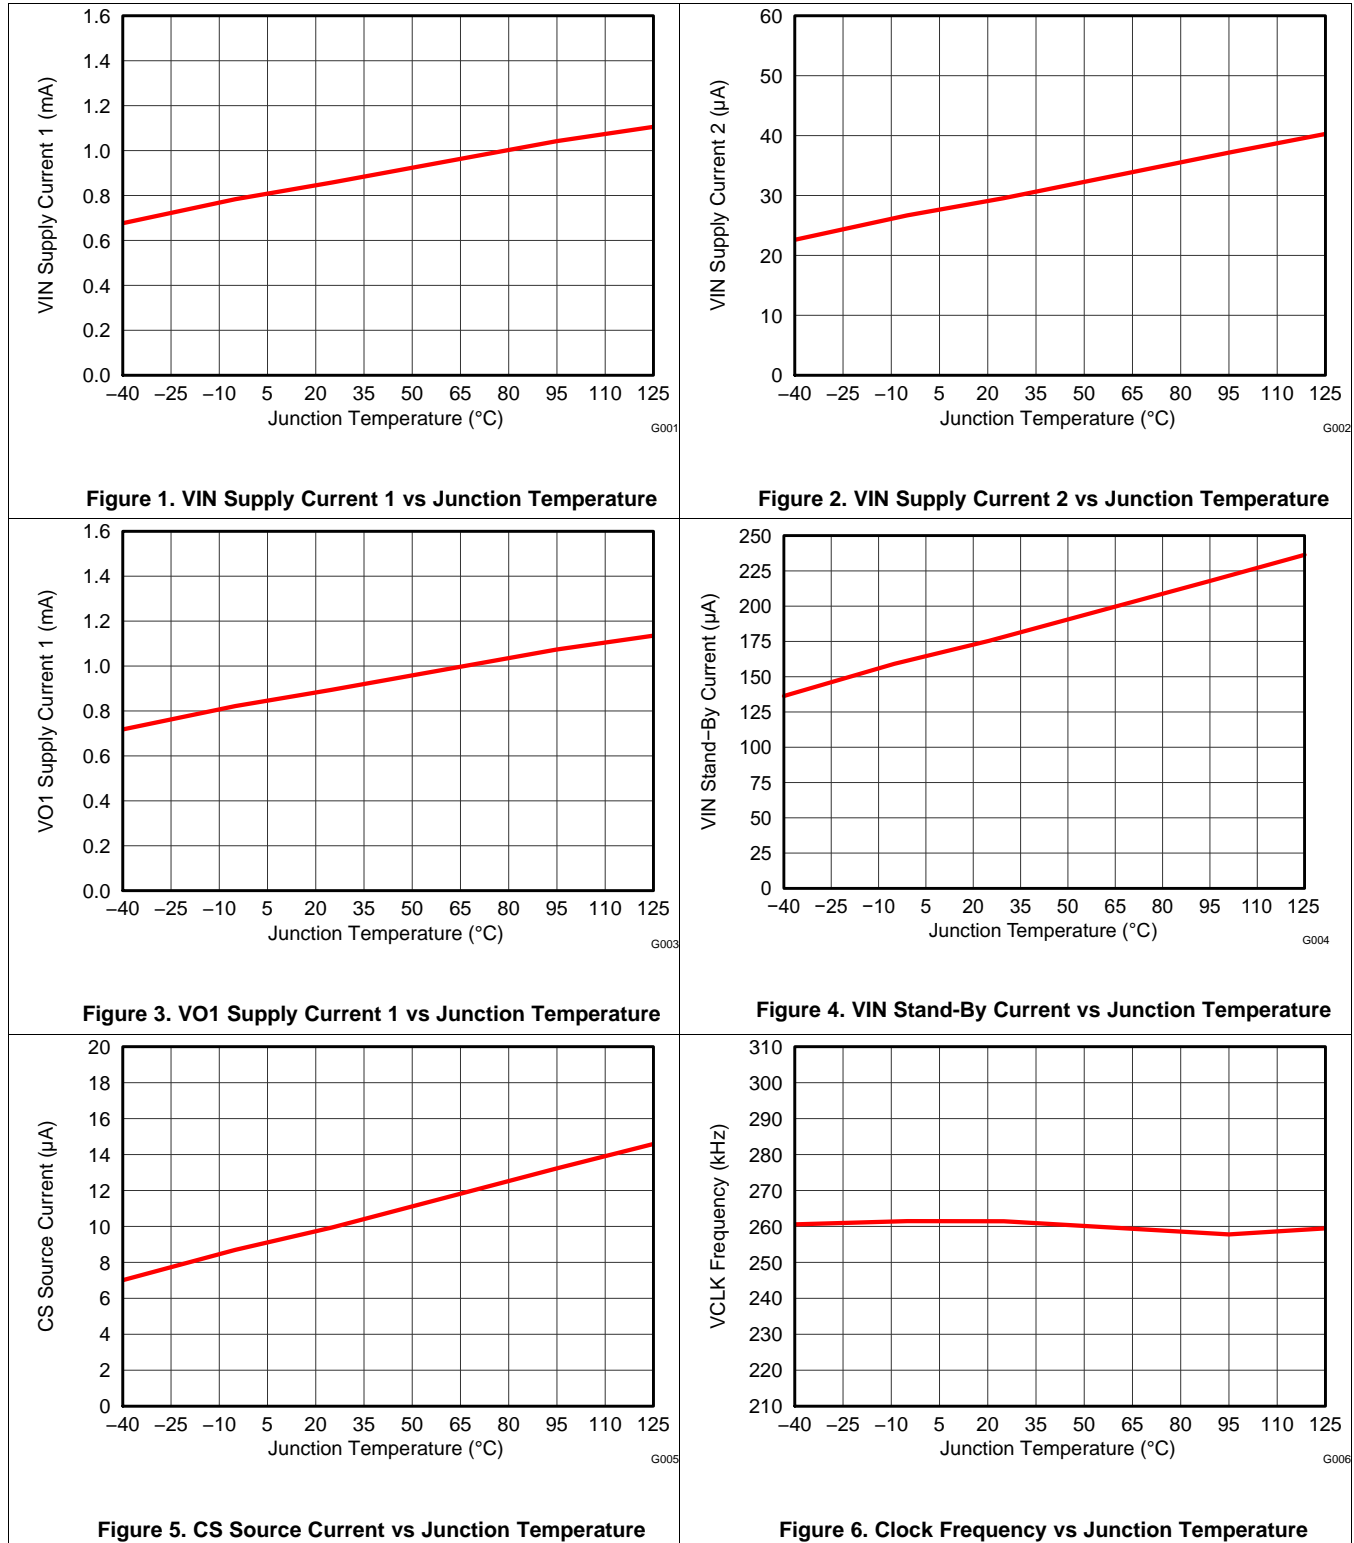 1.6
1.4
1.2
1.0
0.8
0.6
0.4
0.2
0.0
VIN Supply Current 1 (mA)
−40 −25 −10 5 20 35 50 65 80 95 110 125
Junction Temperature (°C)
G001
Figure 1. VIN Supply Current 1 vs Junction Temperature
60
50
40
30
20
10
0
VIN Supply Current 2 (µA)
−40 −25 −10 5 20 35 50 65 80 95 110 125
Junction Temperature (°C)
G002
Figure 2. VIN Supply Current 2 vs Junction Temperature
1.6
1.4
1.2
1.0
0.8
0.6
0.4
0.2
0.0
VO1 Supply Current 1 (mA)
−40 −25 −10 5 20 35 50 65 80 95 110 125
Junction Temperature (°C)
G003
Figure 3. VO1 Supply Current 1 vs Junction Temperature
250
225
200
175
150
125
100
75
50
25
0
VIN Stand−By Current (µA)
−40 −25 −10 5 20 35 50 65 80 95 110 125
Junction Temperature (°C)
G004
Figure 4. VIN Stand-By Current vs Junction Temperature
20
18
16
14
12
10
8
6
4
2
0
CS Source Current (µA)
−40 −25 −10 5 20 35 50 65 80 95 110 125
Junction Temperature (°C)
G005
Figure 5. CS Source Current vs Junction Temperature
310
300
290
280
270
260
250
240
230
220
210
VCLK Frequency (kHz)
−40 −25 −10 5 20 35 50 65 80 95 110 125
Junction Temperature (°C)
G006
Figure 6. Clock Frequency vs Junction Temperature